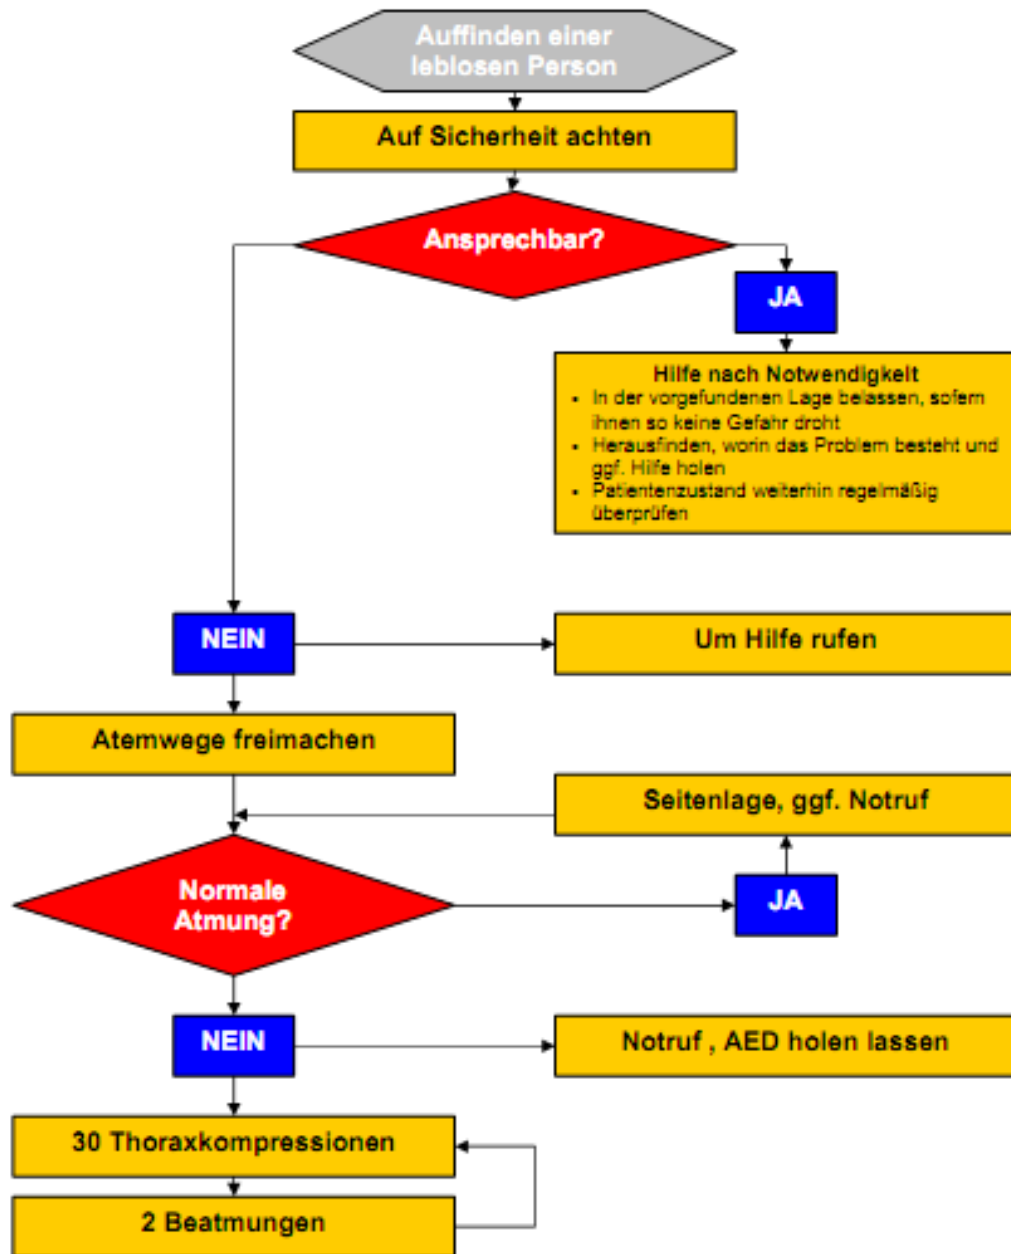 Auffinden einer
leblosen Person
Auf Sicherheit achten
Ansprechbar?
JA
Hilfe nach Notwendigkeit
• In der vorgefundenen Lage belassen, sofern
ihnen so keine Gefahr droht
• Herausfinden, worin das Problem besteht und
ggf. Hilfe holen
• Patientenzustand weiterhin regelmäßig
überprüfen
NEIN
Um Hilfe rufen
Atemwege freimachen
Seitenlage, ggf. Notruf
Normale
Atmung?
JA
NEIN
Notruf , AED holen lassen
30 Thoraxkompressionen
2 Beatmungen